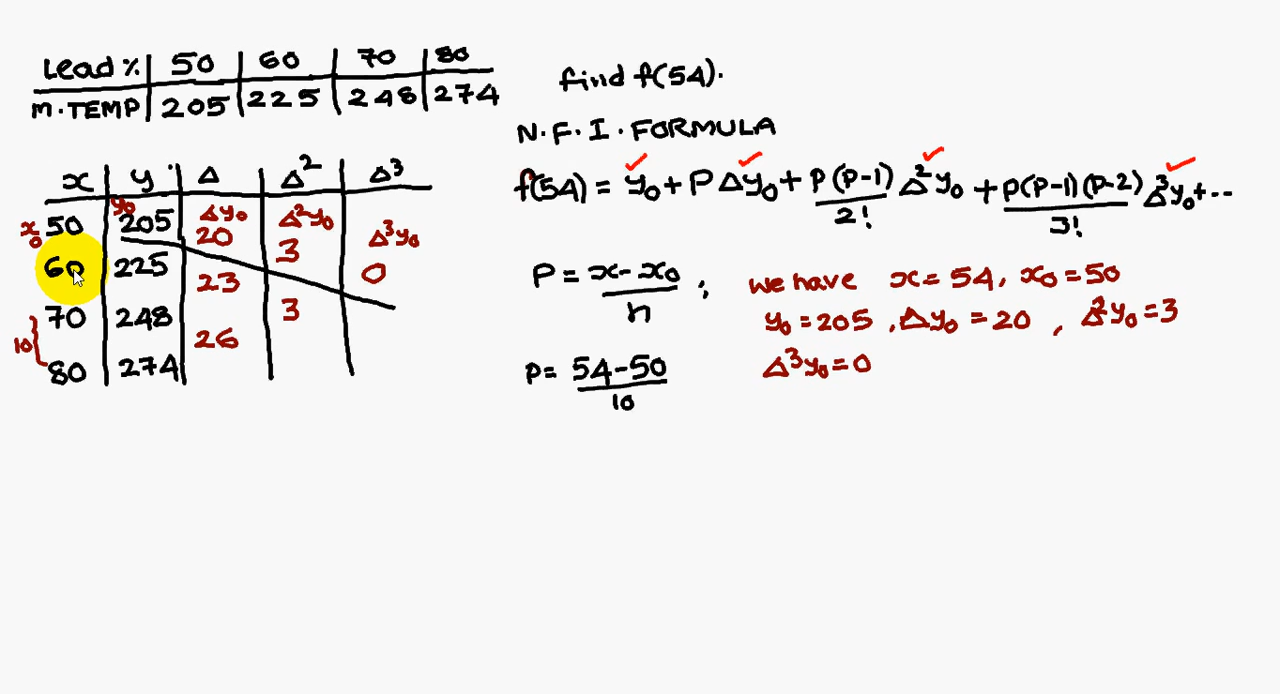 Lead % 50 60 70 80
M.TEMP 205 225 248 274
find f(54).
N.F.I.FORMULA
f(54) = y₀ + P Δy₀ + P(P-1)/2! Δ²y₀ + P(P-1)(P-2)/3! Δ³y₀ + ...
x y Δ Δ² Δ³
x₀ 50 y₀ 205 Δy₀ 20 Δ²y₀ 3 Δ³y₀ 0
60 225 23 3
70 248 26
10
80 274
P = x-x₀/h ; we have x = 54, x₀ = 50
y₀ = 205, Δy₀ = 20, Δ²y₀ = 3
Δ³y₀ = 0
P = 54-50/10